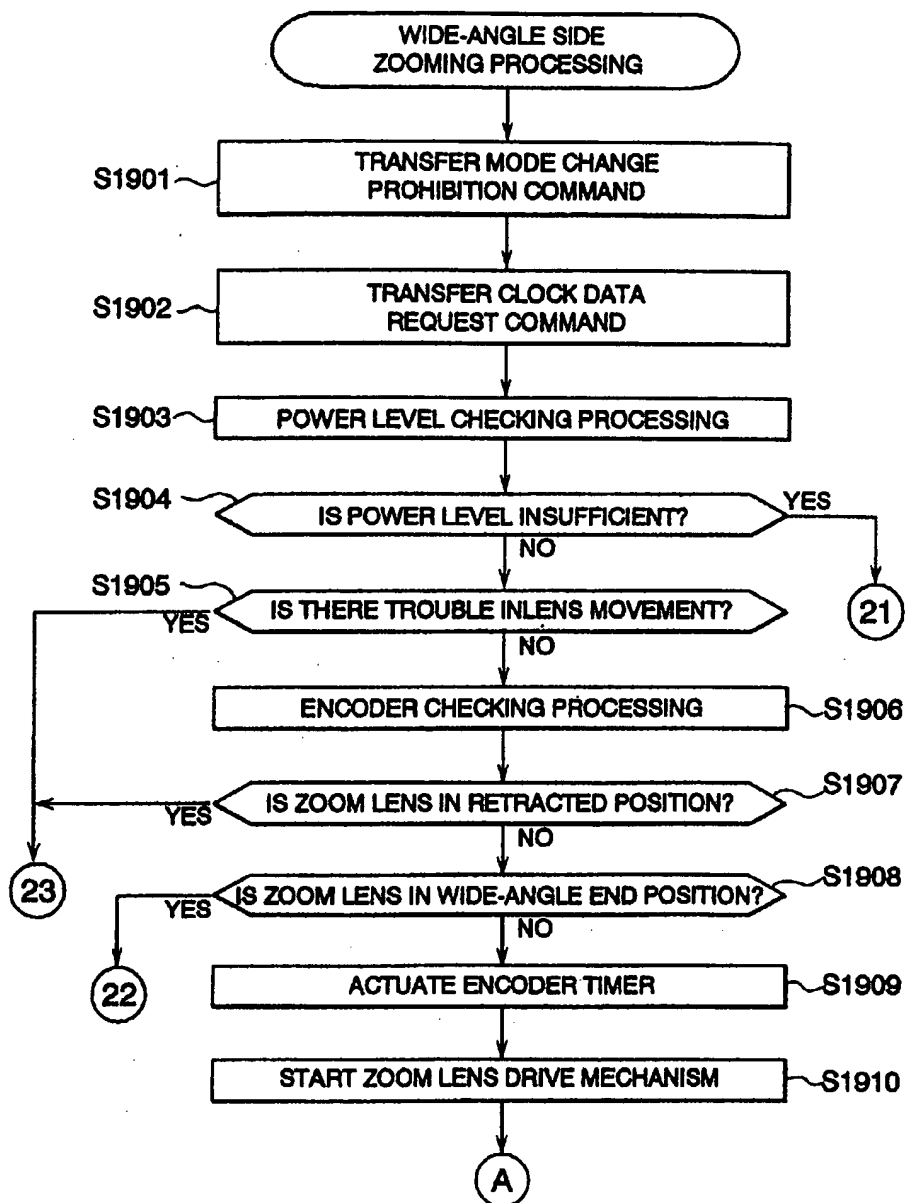 WIDE-ANGLE SIDE
ZOOMING PROCESSING
S1901
TRANSFER MODE CHANGE
PROHIBITION COMMAND
S1902
TRANSFER CLOCK DATA
REQUEST COMMAND
S1903
POWER LEVEL CHECKING PROCESSING
S1904
IS POWER LEVEL INSUFFICIENT?
YES
NO
21
S1905
IS THERE TROUBLE INLENS MOVEMENT?
YES
NO
ENCODER CHECKING PROCESSING
S1906
IS ZOOM LENS IN RETRACTED POSITION?
S1907
YES
NO
23
IS ZOOM LENS IN WIDE-ANGLE END POSITION?
S1908
YES
NO
22
ACTUATE ENCODER TIMER
S1909
START ZOOM LENS DRIVE MECHANISM
S1910
A